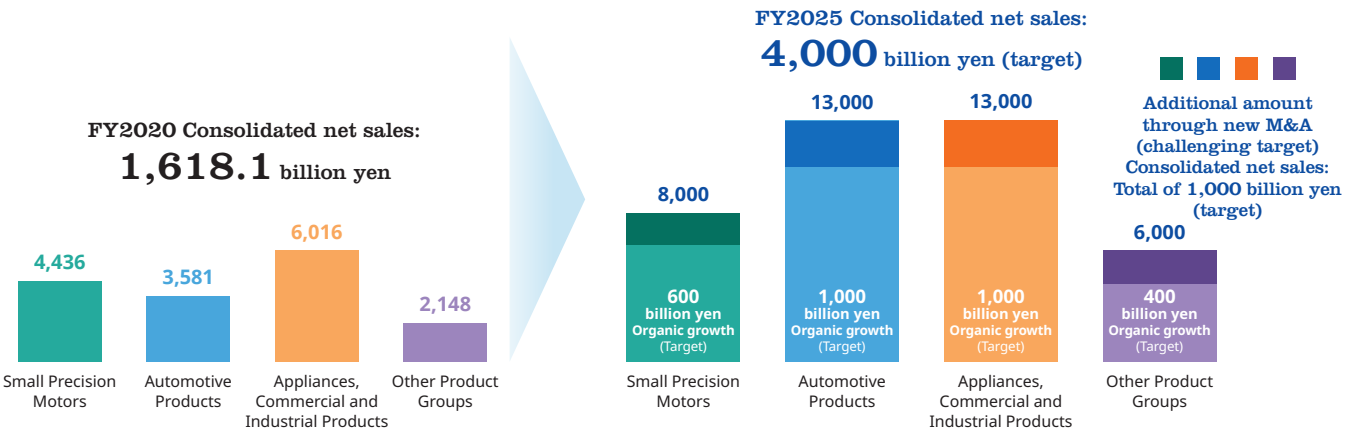 FY2020 Consolidated net sales:
1,618.1 billion yen
4,436
3,581
6,016
2,148
Small Precision
Motors
Automotive
Products
Appliances,
Commercial and
Industrial Products
Other Product
Groups
FY2025 Consolidated net sales:
4,000 billion yen (target)
8,000
13,000
13,000
6,000
600
billion yen
Organic growth
(Target)
1,000
billion yen
Organic growth
(Target)
1,000
billion yen
Organic growth
(Target)
400
billion yen
Organic growth
(Target)
Small Precision
Motors
Automotive
Products
Appliances,
Commercial and
Industrial Products
Other Product
Groups
Additional amount
through new M&A
(challenging target)
Consolidated net sales:
Total of 1,000 billion yen
(target)